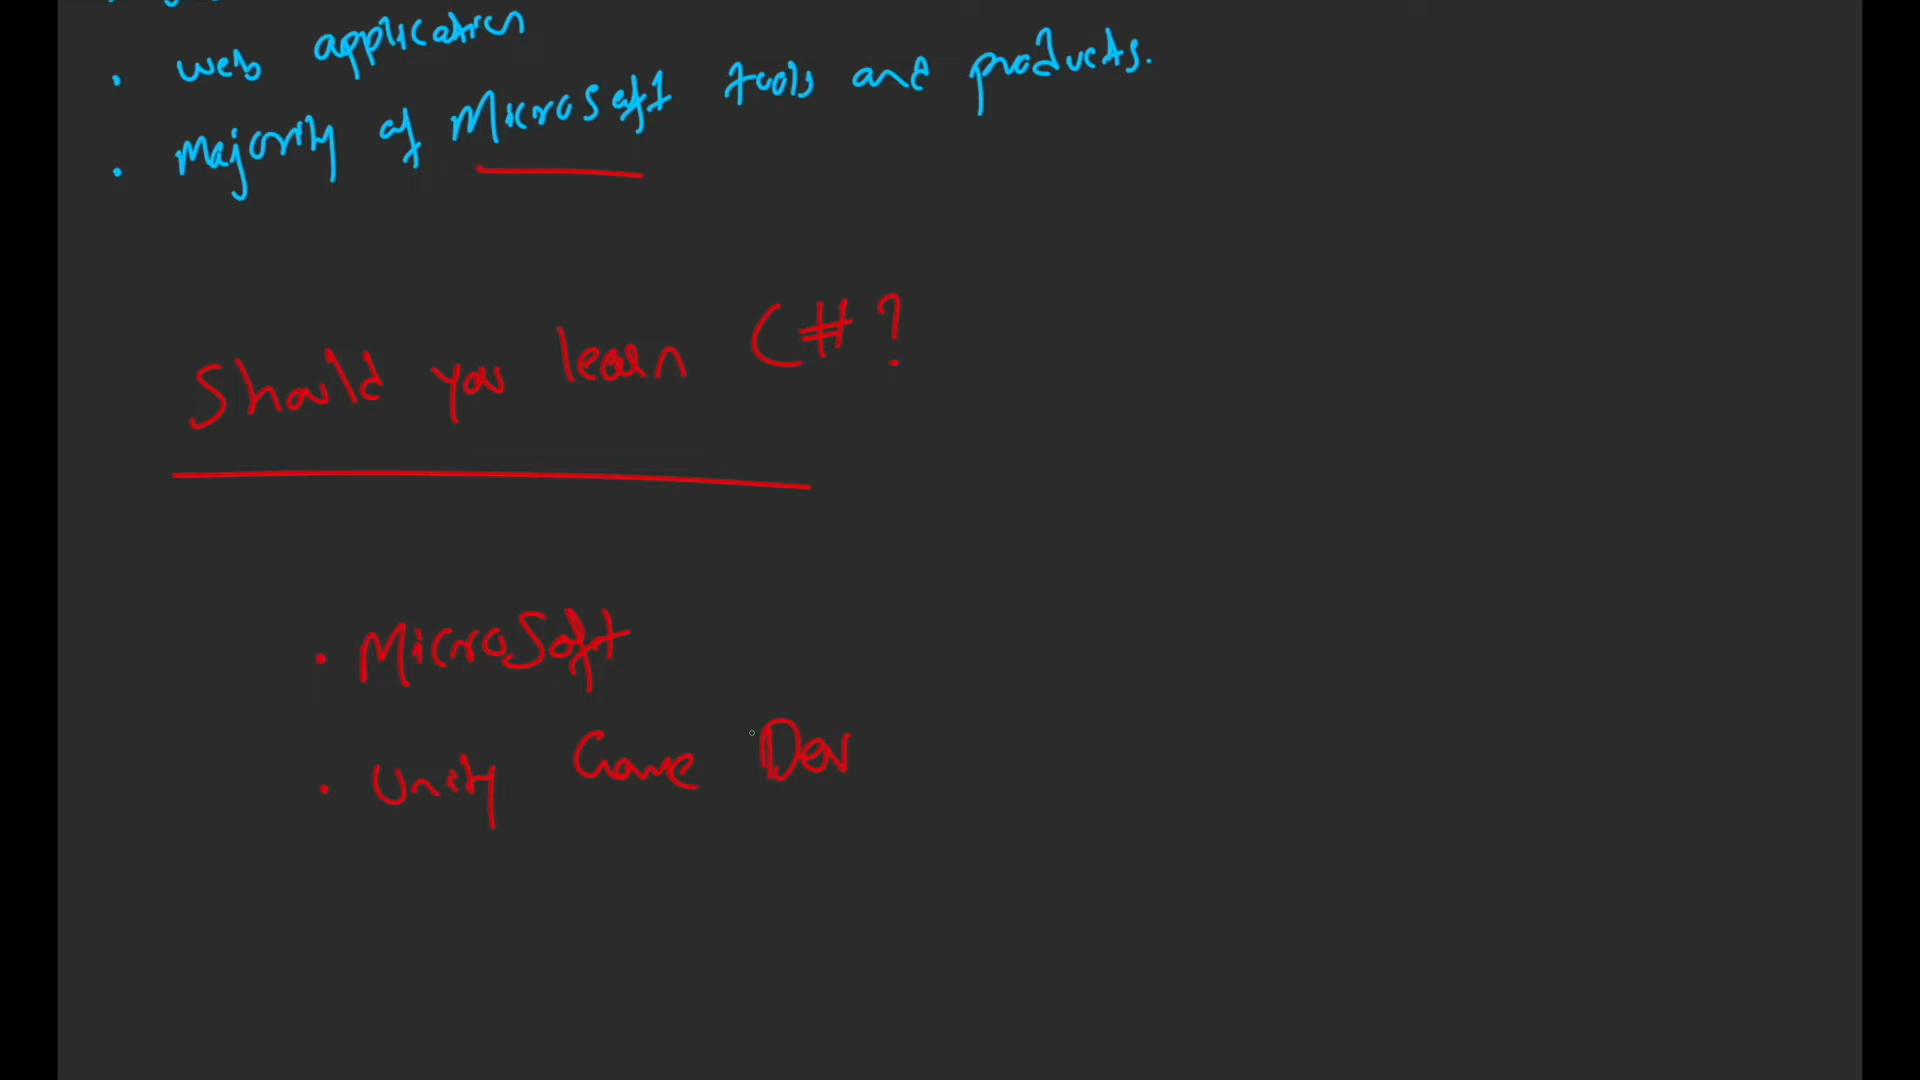 • web application
• Majority of Microsoft tools and products.
Should you learn C#?
• MicroSoft
• Unity Game Dev